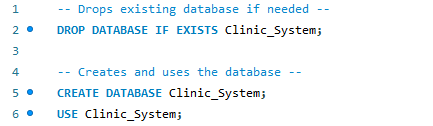 1 -- Drops existing database if needed --
2 DROP DATABASE IF EXISTS Clinic_System;
3
4 -- Creates and uses the database --
5 CREATE DATABASE Clinic_System;
6 USE Clinic_System;